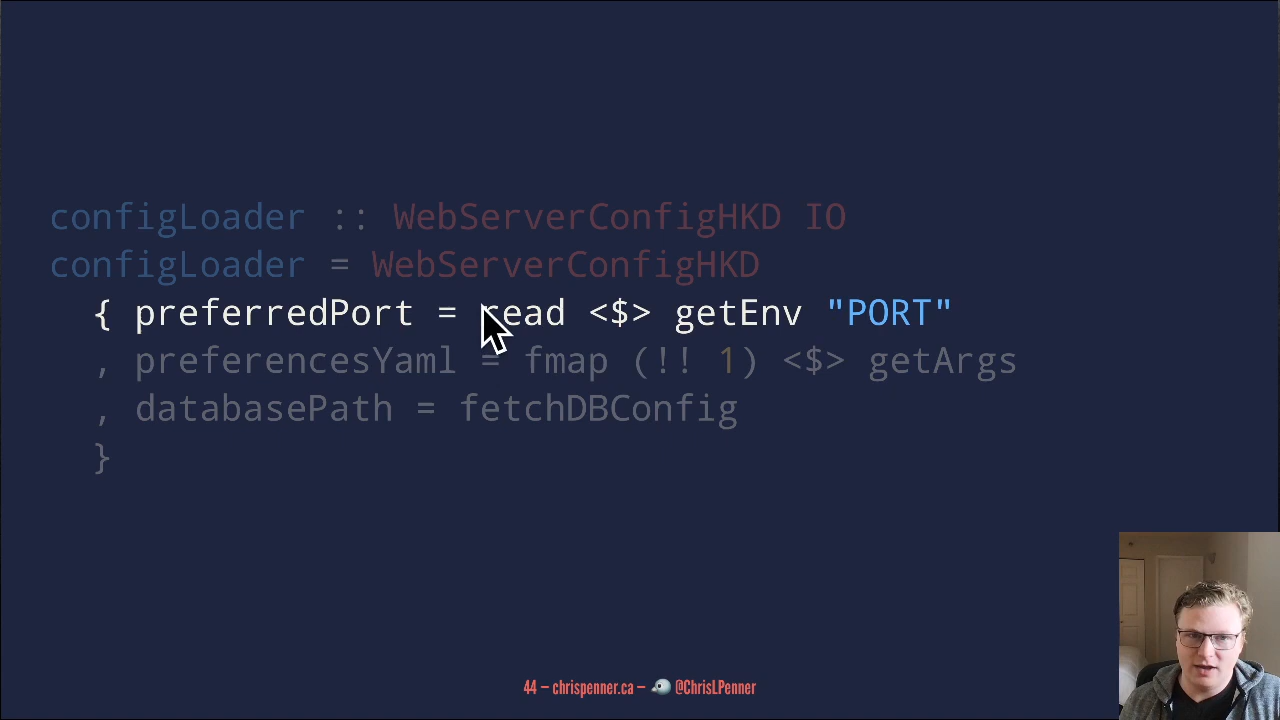 configLoader :: WebServerConfigHKD IO
configLoader = WebServerConfigHKD
{ preferredPort = read <$> getEnv "PORT"
, preferencesYaml = fmap (!! 1) <$> getArgs
, databasePath = fetchDBConfig
}
44 — chrispenner.ca — @ChrisLPenner